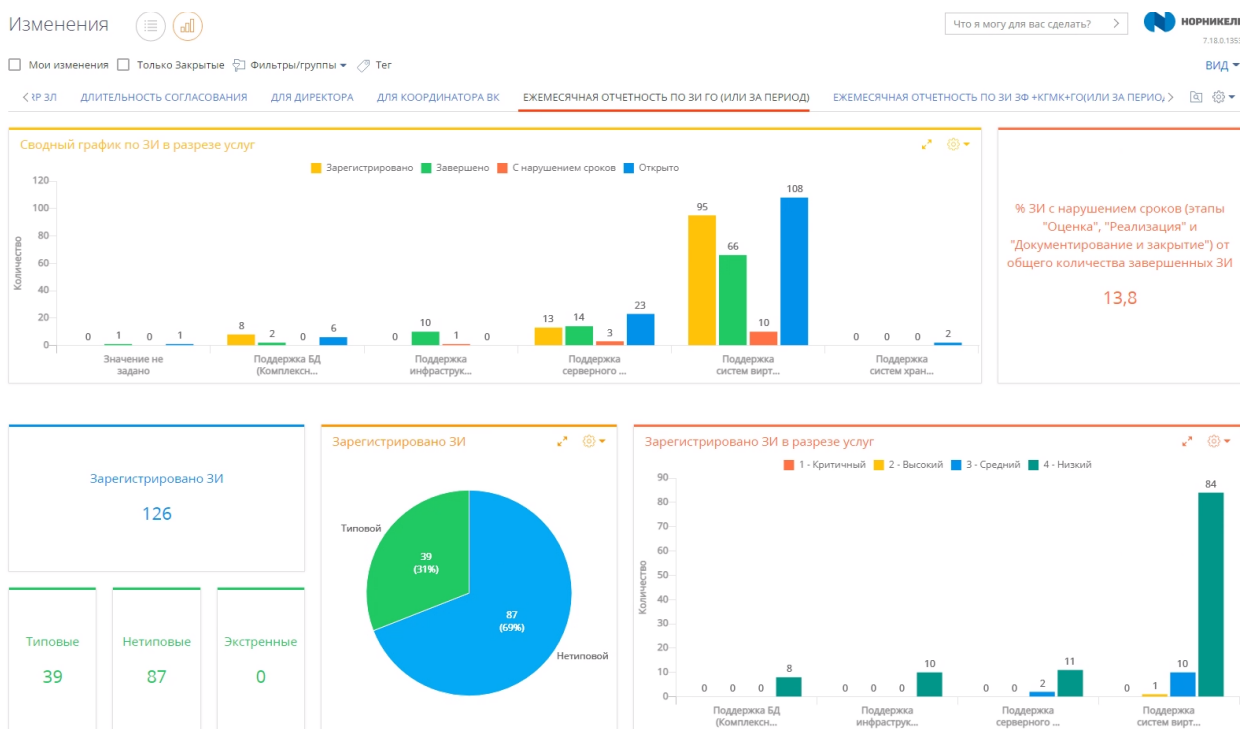 Изменения
Что я могу для вас сделать?
НОРНИКЕЛЬ
7.18.0.1353
Мои изменения
Только Закрытые
Фильтры/группы
Тег
ВИД
ЗЛ
ДЛИТЕЛЬНОСТЬ СОГЛАСОВАНИЯ
ДЛЯ ДИРЕКТОРА
ДЛЯ КООРДИНАТОРА ВК
ЕЖЕМЕСЯЧНАЯ ОТЧЕТНОСТЬ ПО ЗИ ГО (ИЛИ ЗА ПЕРИОД)
ЕЖЕМЕСЯЧНАЯ ОТЧЕТНОСТЬ ПО ЗИ ЗФ +КГМК+ГО(ИЛИ ЗА ПЕРИО
Сводный график по ЗИ в разрезе услуг
Зарегистрировано Завершено С нарушением сроков Открыто
Количество
120
100
80
60
40
20
0
0 1 0 1
8 2 0 6
0 10 1 0
13 14 3 23
95 66 10 108
0 0 0 2
Значение не
задано
Поддержка БД
(Комплексн...
Поддержка
инфраструк...
Поддержка
серверного ...
Поддержка
систем вирт...
Поддержка
систем хран...
% ЗИ с нарушением сроков (этапы
"Оценка", "Реализация" и
"Документирование и закрытие") от
общего количества завершенных ЗИ
13,8
Зарегистрировано ЗИ
126
Типовые
39
Нетиповые
87
Экстренные
0
Зарегистрировано ЗИ
Типовой
39
(31%)
87
(69%)
Нетиповой
Зарегистрировано ЗИ в разрезе услуг
1 - Критичный 2 - Высокий 3 - Средний 4 - Низкий
Количество
90
80
70
60
50
40
30
20
10
0
0 0 0 8
0 0 0 10
0 0 2 11
0 1 10 84
Поддержка БД
(Комплексн...
Поддержка
инфраструк...
Поддержка
серверного ...
Поддержка
систем вирт...